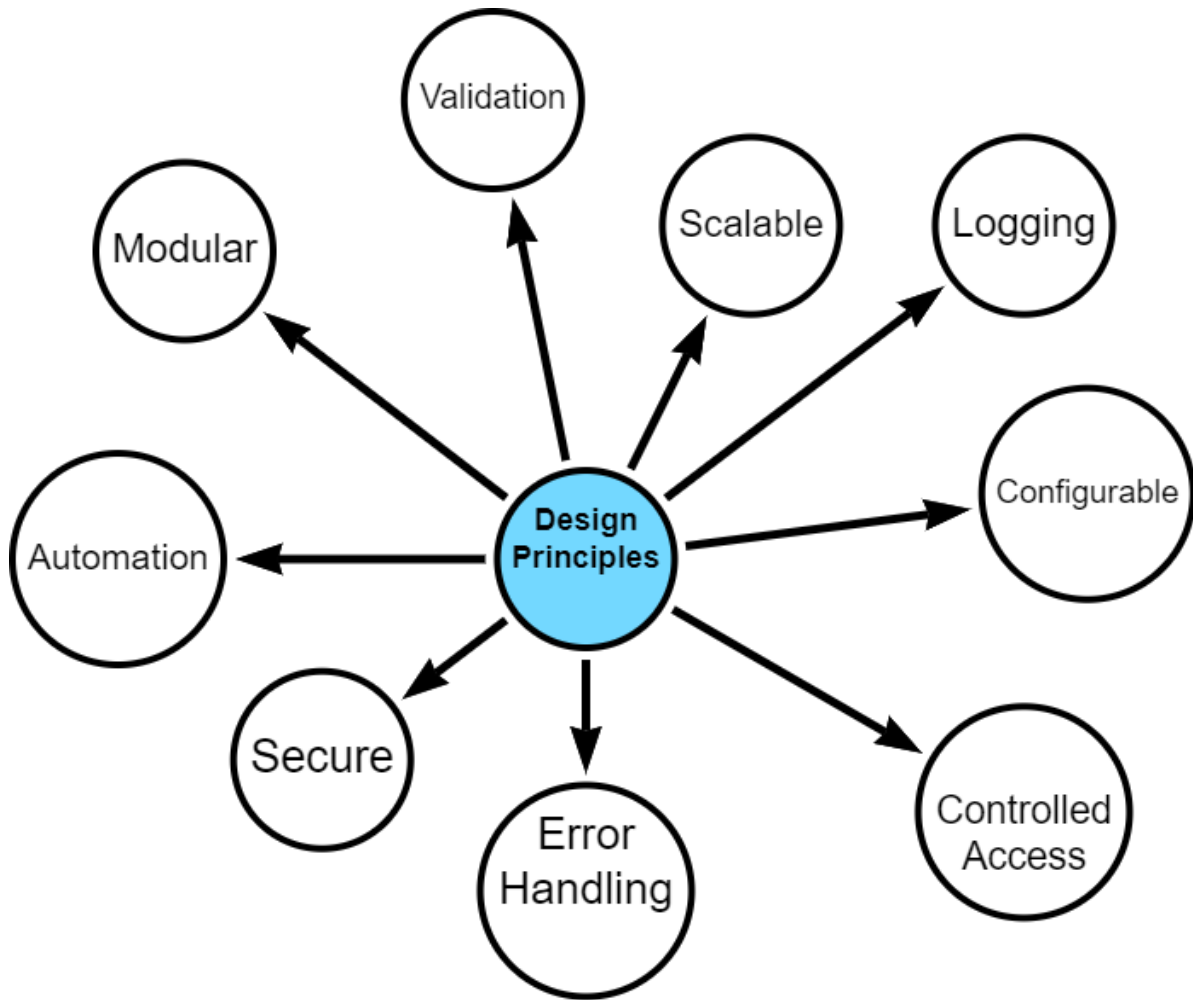 Validation
Scalable
Logging
Modular
Configurable
Design
Principles
Automation
Secure
Error
Handling
Controlled
Access